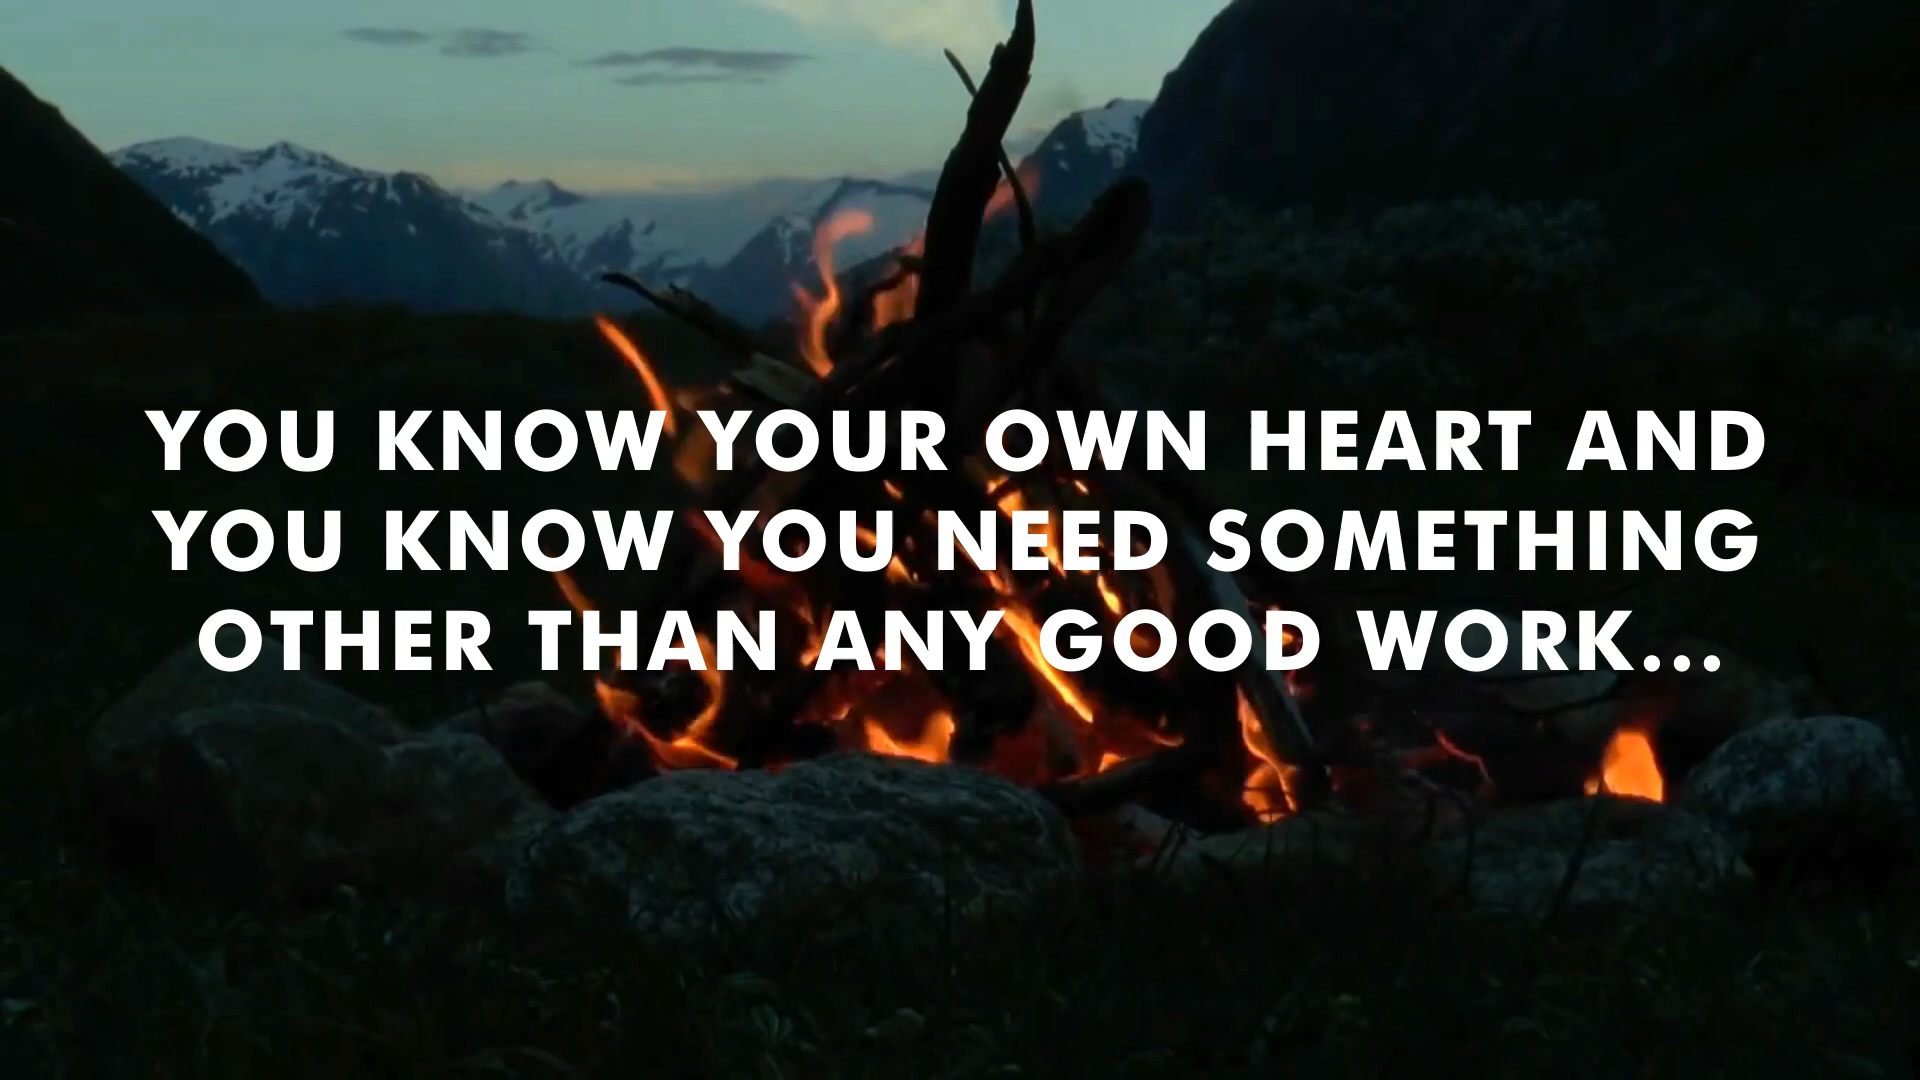 YOU KNOW YOUR OWN HEART AND
YOU KNOW YOU NEED SOMETHING
OTHER THAN ANY GOOD WORK...